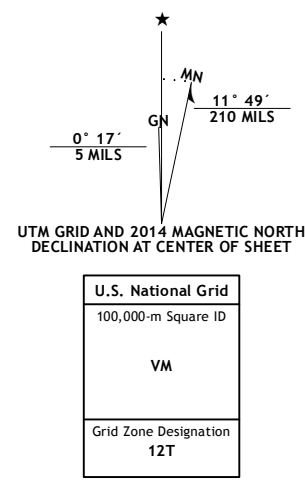 ★
MN
GN
11° 49´
210 MILS
0° 17´
5 MILS
UTM GRID AND 2014 MAGNETIC NORTH
DECLINATION AT CENTER OF SHEET
U.S. National Grid
100,000-m Square ID
VM
Grid Zone Designation
12T